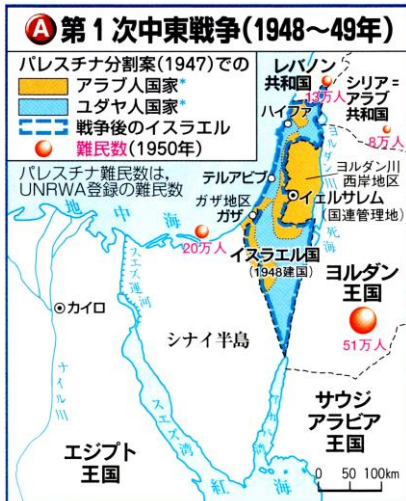 A 第1次中東戦争(1948～49年)
パレスチナ分割案(1947)での
アラブ人国家*
ユダヤ人国家*
戦争後のイスラエル
難民数(1950年)
パレスチナ難民数は，
UNRWA登録の難民数
レバノン
共和国
13万人
シリア＝
アラブ
共和国
8万人
ハイファ
ヨルダン川
テルアビブ
ヨルダン川
西岸地区
ガザ地区
ガザ
イェルサレム
(国連管理地)
死海
地中海
20万人
スエズ運河
イスラエル国
(1948建国)
ヨルダン
王国
51万人
カイロ
シナイ半島
ナイル川
スエズ湾
サウジ
アラビア
王国
エジプト
王国
紅海
0 50 100km